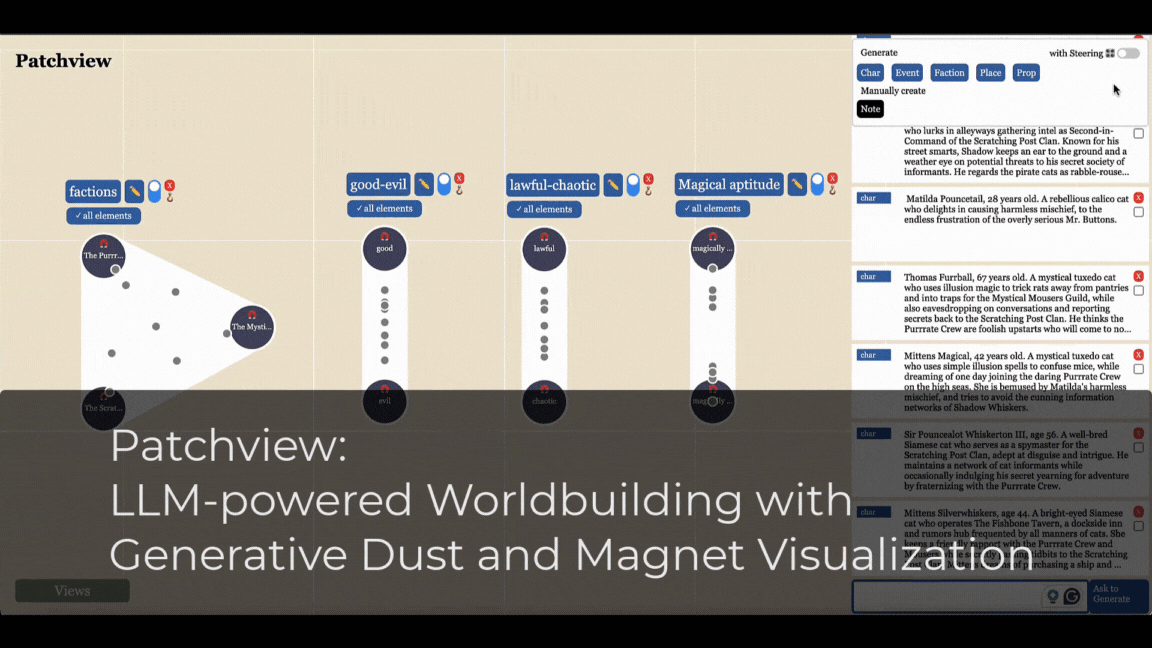 Patchview
factions
✓ all elements
The Purrr...
The Mysti...
The Scrat...
good-evil
✓ all elements
good
evil
lawful-chaotic
✓ all elements
lawful
chaotic
Magical aptitude
✓ all elements
magically ...
magically ...
Views
Generate
with Steering
Char
Event
Faction
Place
Prop
Manually create
Note
who lurks in alleyways gathering intel as Second-in-
Command of the Scratching Post Clan. Known for his
street smarts, Shadow keeps an ear to the ground and a
weather eye on potential threats to his secret society of
informants. He regards the pirate cats as rabble-rouse...
char
X
Matilda Pouncetail, 28 years old. A rebellious calico cat
who delights in causing harmless mischief, to the
endless frustration of the overly serious Mr. Buttons.
char
X
Thomas Furrball, 67 years old. A mystical tuxedo cat
who uses illusion magic to trick rats away from pantries
and into traps for the Mystical Mousers Guild, while
also eavesdropping on conversations and reporting
secrets back to the Scratching Post Clan. He thinks the
Purrrate Crew are foolish upstarts who will come to no...
char
X
Mittens Magical, 42 years old. A mystical tuxedo cat
who uses simple illusion spells to confuse mice, while
dreaming of one day joining the daring Purrate Crew
on the high seas. She is bemused by Matilda's harmless
mischief, and tries to avoid the cunning information
networks of Shadow Whiskers.
char
X
Sir Pouncealot Whiskerton III, age 56. A well-bred
Siamese cat who serves as a spymaster for the
Scratching Post Clan, adept at disguise and intrigue. He
maintains a network of cat informants while
occasionally indulging his secret yearning for adventure
by fraternizing with the Purrrate Crew.
char
X
Mittens Silverwhiskers, age 44. A bright-eyed Siamese
cat who operates The Fishbone Tavern, a dockside inn
and rumors hub frequented by all manners of cats. She
keeps a friendly rapport with the Purrrate Crew and
Ask to
Generate
Patchview:
LLM-powered Worldbuilding with
Generative Dust and Magnet Visualization